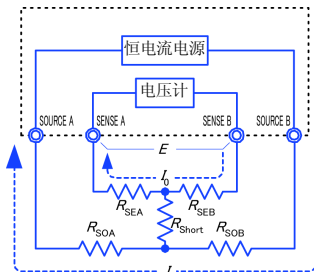 恒电流电源
电压计
SOURCE A SENSE A SENSE B SOURCE B
E
I0
RSEA RSEB
RShort
RSOA RSOB
I